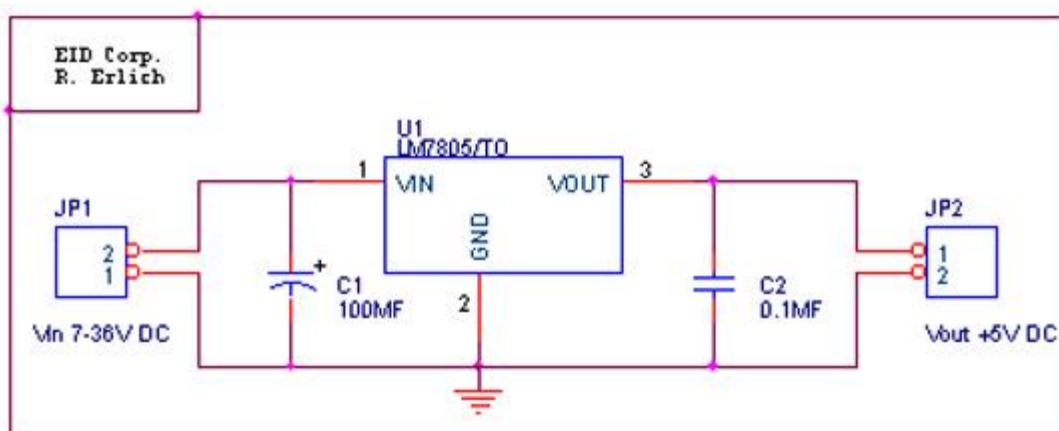 EID Corp.
R. Erlich
U1
LM7805/TO
1
VIN
VOUT
3
GND
2
JP1
2
1
Vin 7-36V DC
+
C1
100MF
C2
0.1MF
JP2
1
2
Vout +5V DC